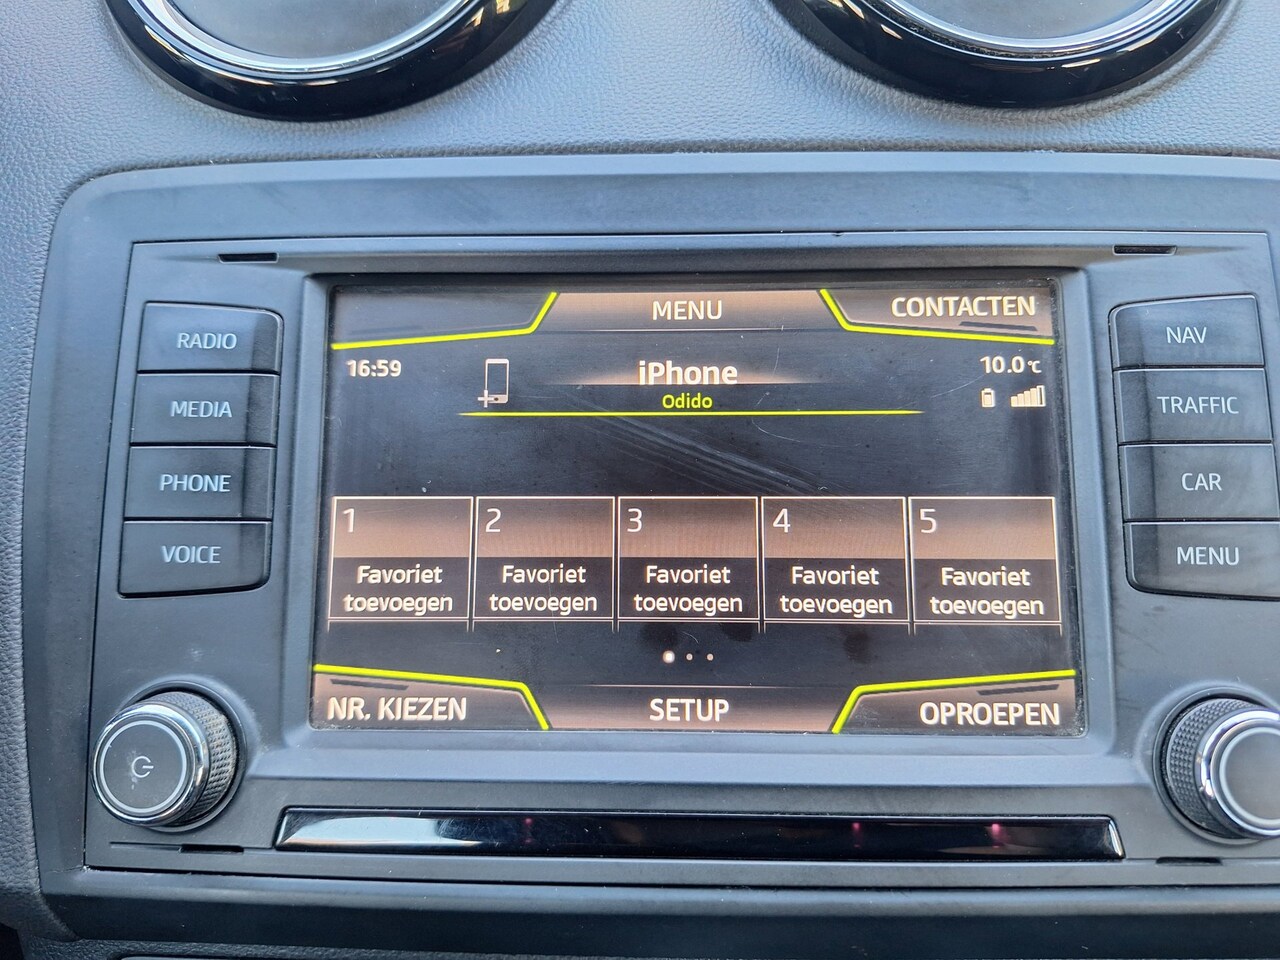 MENU
CONTACTEN
16:59
iPhone
10.0°C
Odido
1
2
3
4
5
Favoriet
toevoegen
Favoriet
toevoegen
Favoriet
toevoegen
Favoriet
toevoegen
Favoriet
toevoegen
NR. KIEZEN
SETUP
OPROEPEN
RADIO
MEDIA
PHONE
VOICE
NAV
TRAFFIC
CAR
MENU